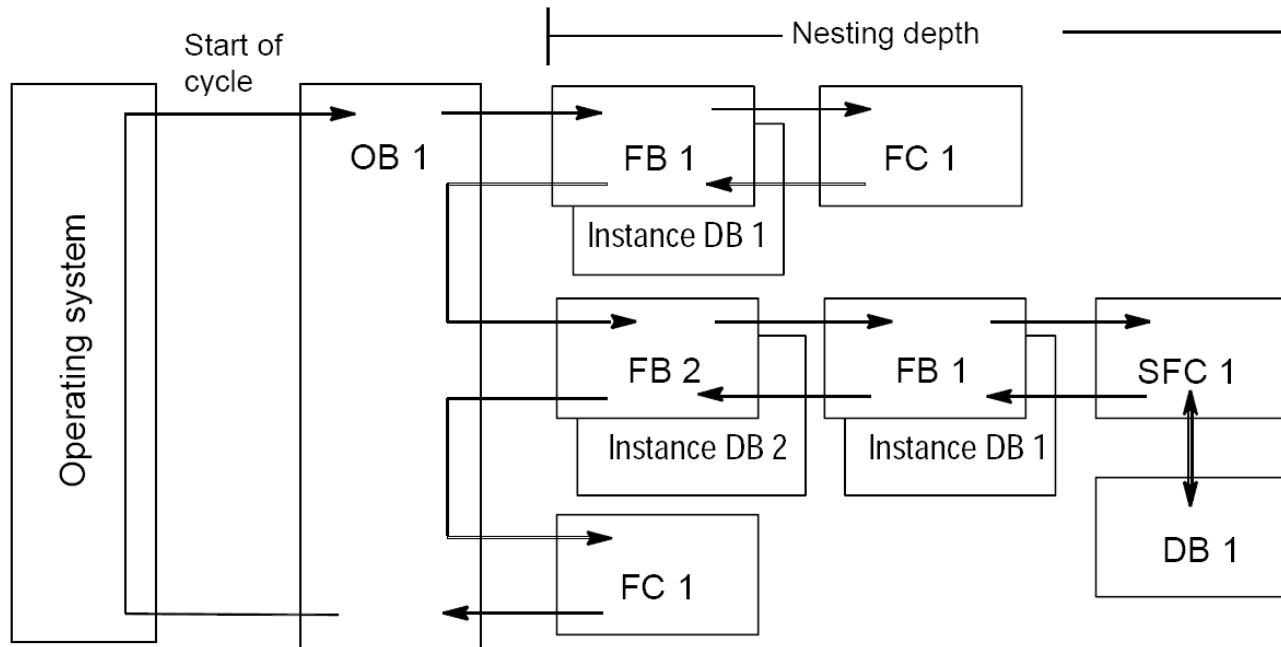 Start of
cycle
Nesting depth
Operating system
OB 1
FB 1
FC 1
Instance DB 1
FB 2
FB 1
SFC 1
Instance DB 2
Instance DB 1
DB 1
FC 1